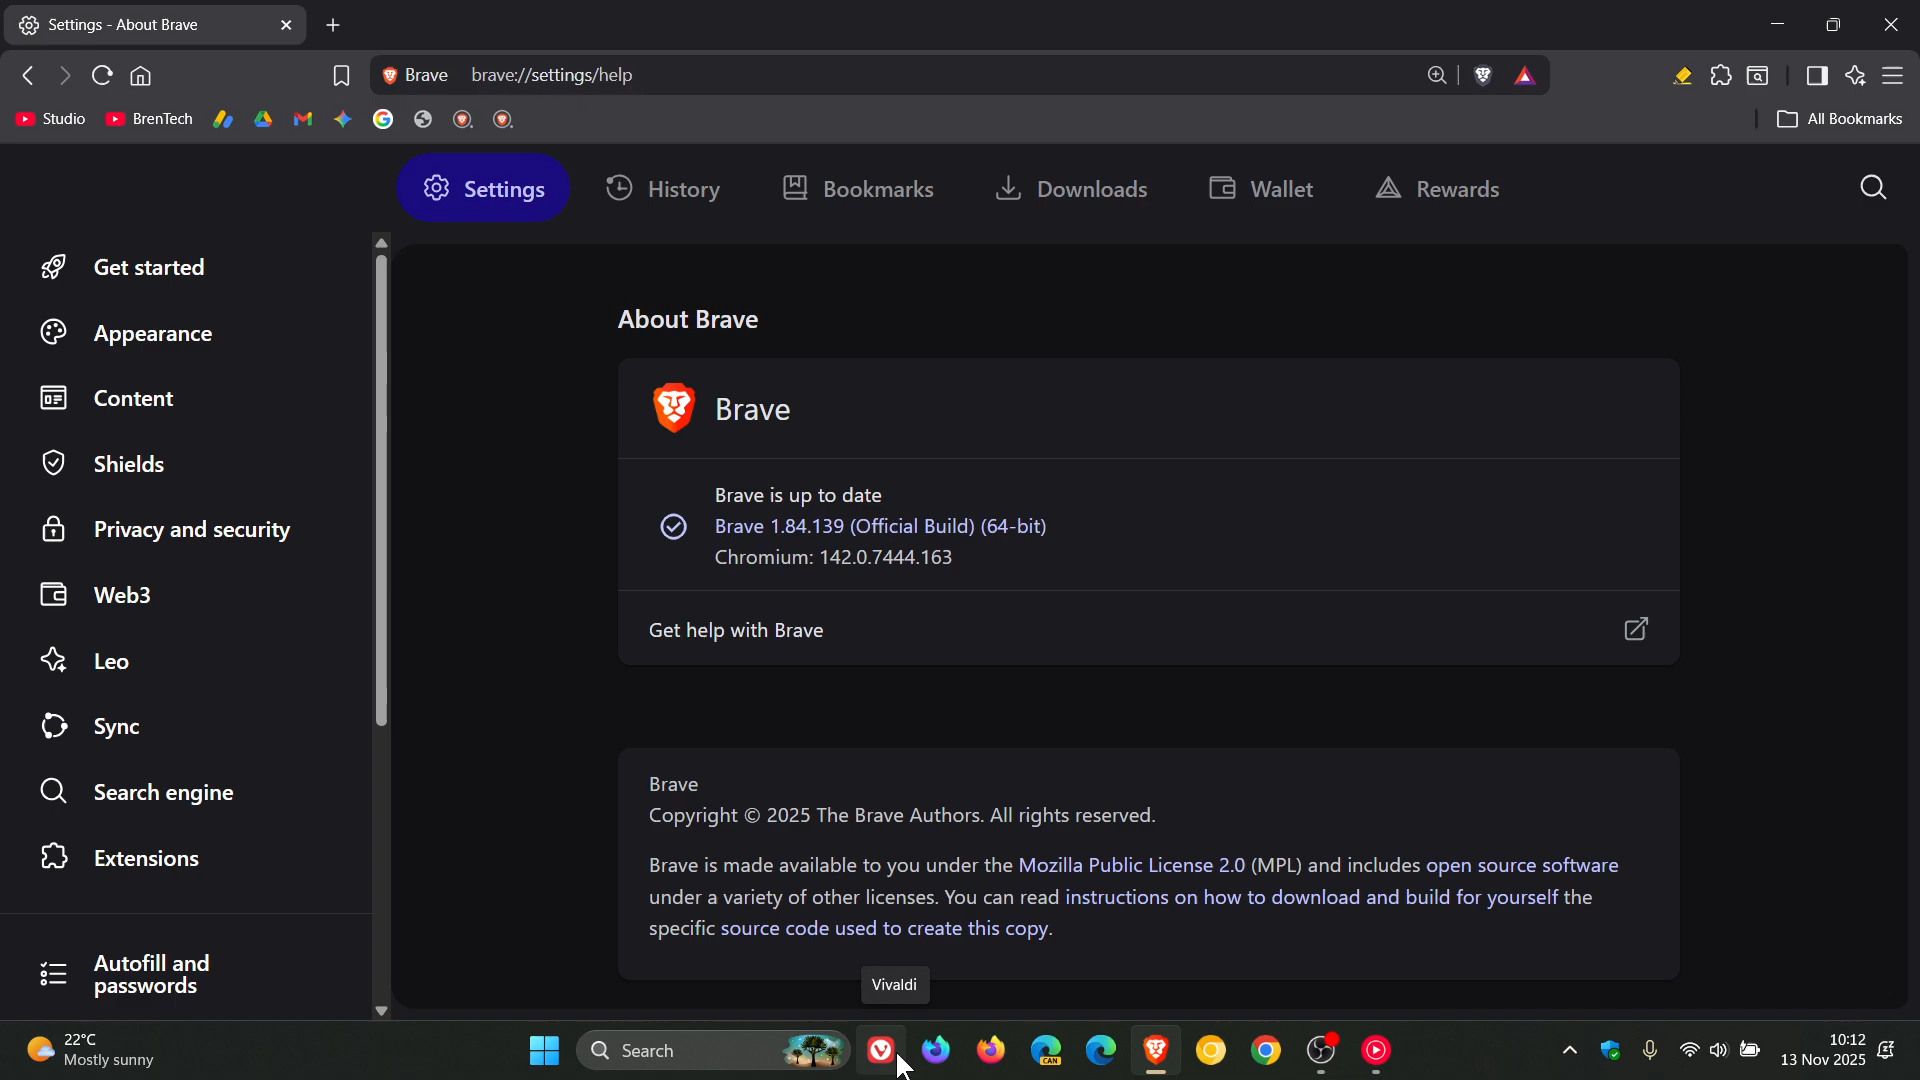 Settings - About Brave
Brave brave://settings/help
Studio BrenTech All Bookmarks
Settings History Bookmarks Downloads Wallet Rewards
Get started
Appearance
Content
Shields
Privacy and security
Web3
Leo
Sync
Search engine
Extensions
Autofill and
passwords
About Brave
Brave
Brave is up to date
Brave 1.84.139 (Official Build) (64-bit)
Chromium: 142.0.7444.163
Get help with Brave
Brave
Copyright © 2025 The Brave Authors. All rights reserved.
Brave is made available to you under the Mozilla Public License 2.0 (MPL) and includes open source software
under a variety of other licenses. You can read instructions on how to download and build for yourself the
specific source code used to create this copy.
Vivaldi
22°C
Mostly sunny
Search
CAN
10:12
13 Nov 2025